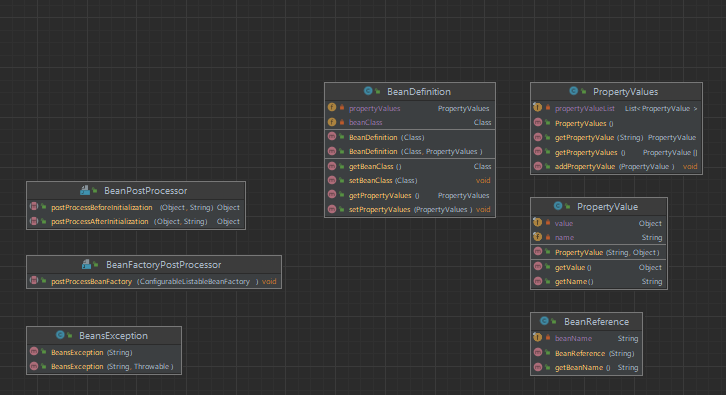 BeanPostProcessor
postProcessBeforeInitialization (Object, String) Object
postProcessAfterInitialization (Object, String) Object
BeanFactoryPostProcessor
postProcessBeanFactory (ConfigurableListableBeanFactory ) void
BeansException
BeansException (String)
BeansException (String, Throwable )
BeanDefinition
propertyValues PropertyValues
beanClass Class
BeanDefinition (Class)
BeanDefinition (Class, PropertyValues )
getBeanClass () Class
setBeanClass (Class) void
getPropertyValues () PropertyValues
setPropertyValues (PropertyValues ) void
PropertyValues
propertyValueList List< PropertyValue >
PropertyValues ()
getPropertyValue (String) PropertyValue
getPropertyValues () PropertyValue []
addPropertyValue (PropertyValue ) void
PropertyValue
value Object
name String
PropertyValue (String, Object)
getValue () Object
getName () String
BeanReference
beanName String
BeanReference (String)
getBeanName () String